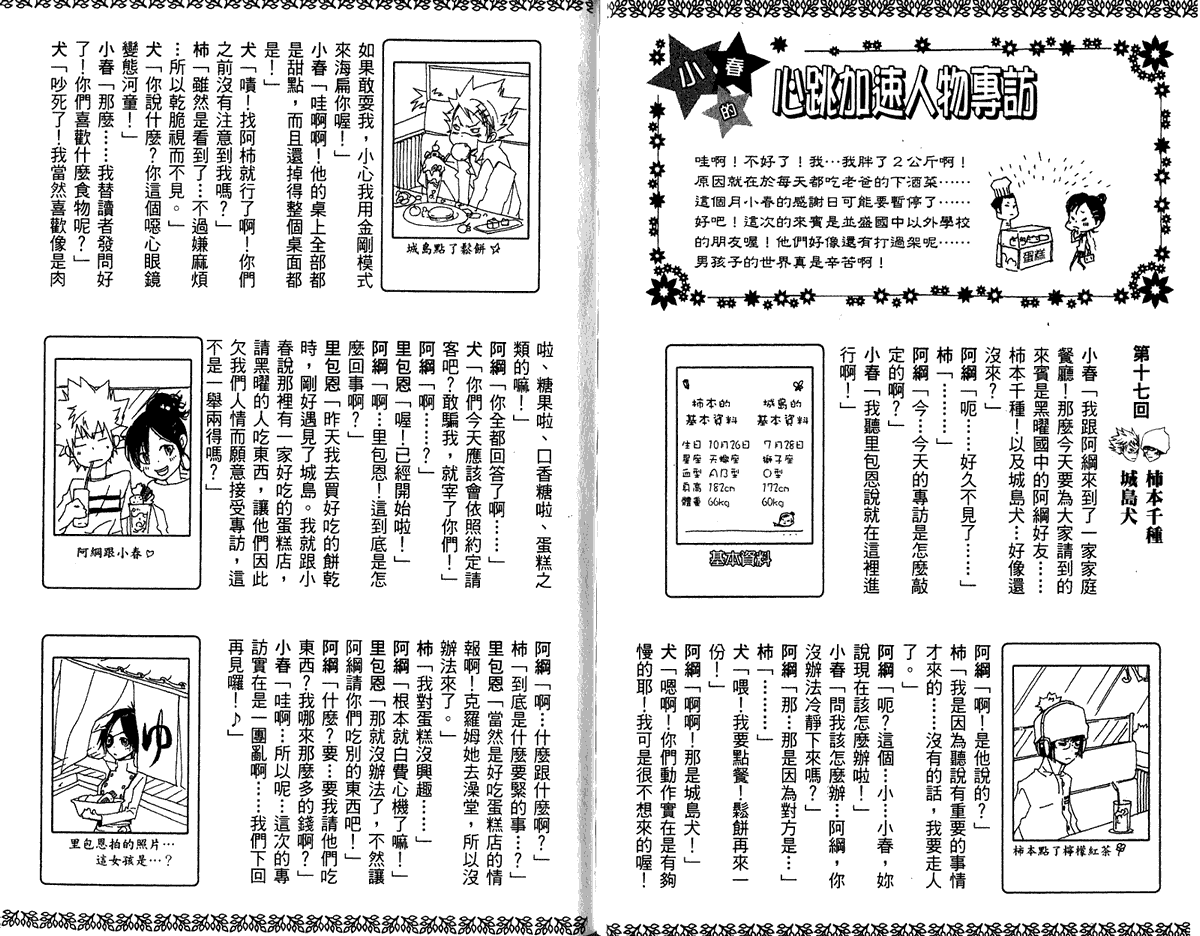 小春的
心跳加速人物專訪
哇啊！不好了！我…我胖了２公斤啊！
原因就在於每天都吃老爸的下酒菜……
這個月小春的感謝日可能要暫停了……
好吧！這次的來賓是並盛國中以外學校
的朋友喔！他們好像還有打過架呢……
男孩子的世界真是辛苦啊！
蛋糕
第十七回
柿本千種
城島犬
小春「我跟阿綱來到了一家家庭
餐廳！那麼今天要為大家請到的
來賓是黑曜國中的阿綱好友……
柿本千種！以及城島犬…好像還
沒來？
阿綱「呃……好久不見了……」
柿「………」
阿綱「今…今天的專訪是怎麼敲
定的啊？
小春「我聽里包恩說就在這裡進
行啊！
城島的
基本資料
柿本的
基本資料
生日 10月26日 7月28日
星座 天蠍座 獅子座
血型 AB型 O型
身高 182cm 172cm
體重 66kg 60kg
基本資料
柿本點了檸檬紅茶
阿綱「啊！是他說的？」
柿「我是因為聽說有重要的事情
才來的……沒有的話，我要走人
了。」
阿綱「呃？這個…小…小春，妳
說現在該怎麼辦啦！」
小春「問我該怎麼辦…阿綱，你
沒辦法冷靜下來嗎？」
阿綱「那…那是因為對方是…」
柿「………」
犬「喂！我要點餐！鬆餅再來一
份！」
阿綱「啊啊！那是城島犬！」
犬「嗯啊！你們動作實在是有夠
慢的耶！我可是很不想來的喔！
城島點了鬆餅☆
如果敢耍我，小心我用金剛模式
來海扁你喔！」
小春「哇啊啊！他的桌上全部都
是甜點，而且還掉得整個桌面都
是！」
犬「嘖！找阿柿就行了啊！你們
之前沒有注意到我嗎？」
柿「雖然是看到了…不過嫌麻煩
…所以乾脆視而不見。」
犬「你說什麼？你這個噁心眼鏡
變態河童！」
小春「那麼……我替讀者發問好
了！你們喜歡什麼食物呢？」
犬「吵死了！我當然喜歡像是肉
啦、糖果啦、口香糖啦、蛋糕之
類的嘛！」
阿綱「你全都回答了啊……」
犬「你們今天應該會依照約定請
客吧？敢騙我，就宰了你們！」
阿綱「啊……？」
里包恩「喔！已經開始啦！」
阿綱「啊…里包恩！這到底是怎
麼回事？」
里包恩「昨天我去買好吃的餅乾
時，剛好遇見了城島。我就跟小
春說那裡有一家好吃的蛋糕店，
請黑曜的人吃東西，讓他們因此
欠我們人情而願意接受專訪，這
不是一舉兩得嗎？」
阿綱跟小春♡
阿綱「啊…什麼跟什麼啊？」
柿「到底是什麼要緊的事…？」
里包恩「當然是好吃蛋糕店的情
報啊！克羅姆她去澡堂，所以沒
辦法來了。」
柿「我對蛋糕沒興趣……」
阿綱「根本就白費心機了嘛！」
里包恩「那就沒辦法了，不然讓
阿綱請你們吃別的東西吧！」
阿綱「什麼？要…要我請他們吃
東西？我哪來那麼多的錢啊？」
小春「哇啊…所以呢…這次的專
訪實在是一團亂啊……我們下回
再見囉！♪」
ゆ
里包恩拍的照片…
這女孩是…？